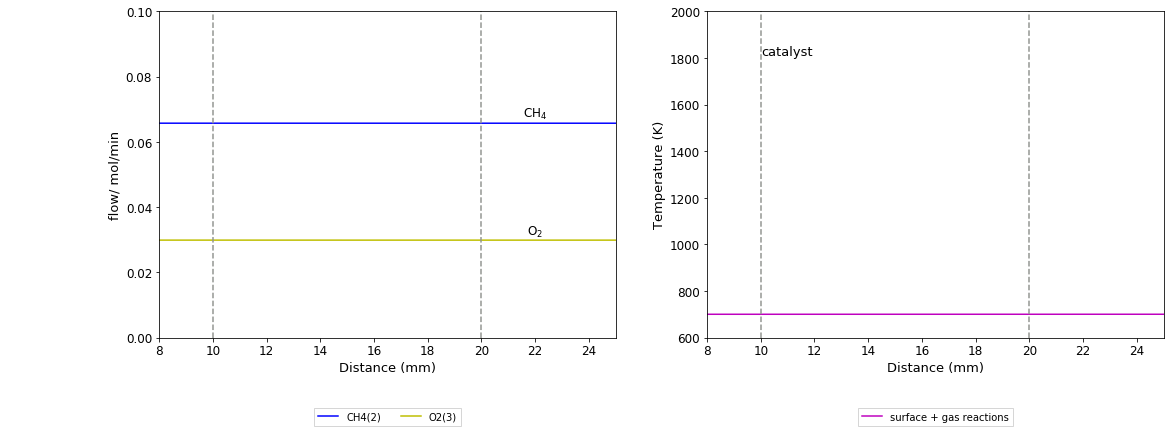 0.10
0.08
0.06
0.04
0.02
0.00
flow/ mol/min
CH₄
O₂
8 10 12 14 16 18 20 22 24
Distance (mm)
CH4(2) O2(3)
2000
1800
1600
1400
1200
1000
800
600
Temperature (K)
catalyst
8 10 12 14 16 18 20 22 24
Distance (mm)
surface + gas reactions